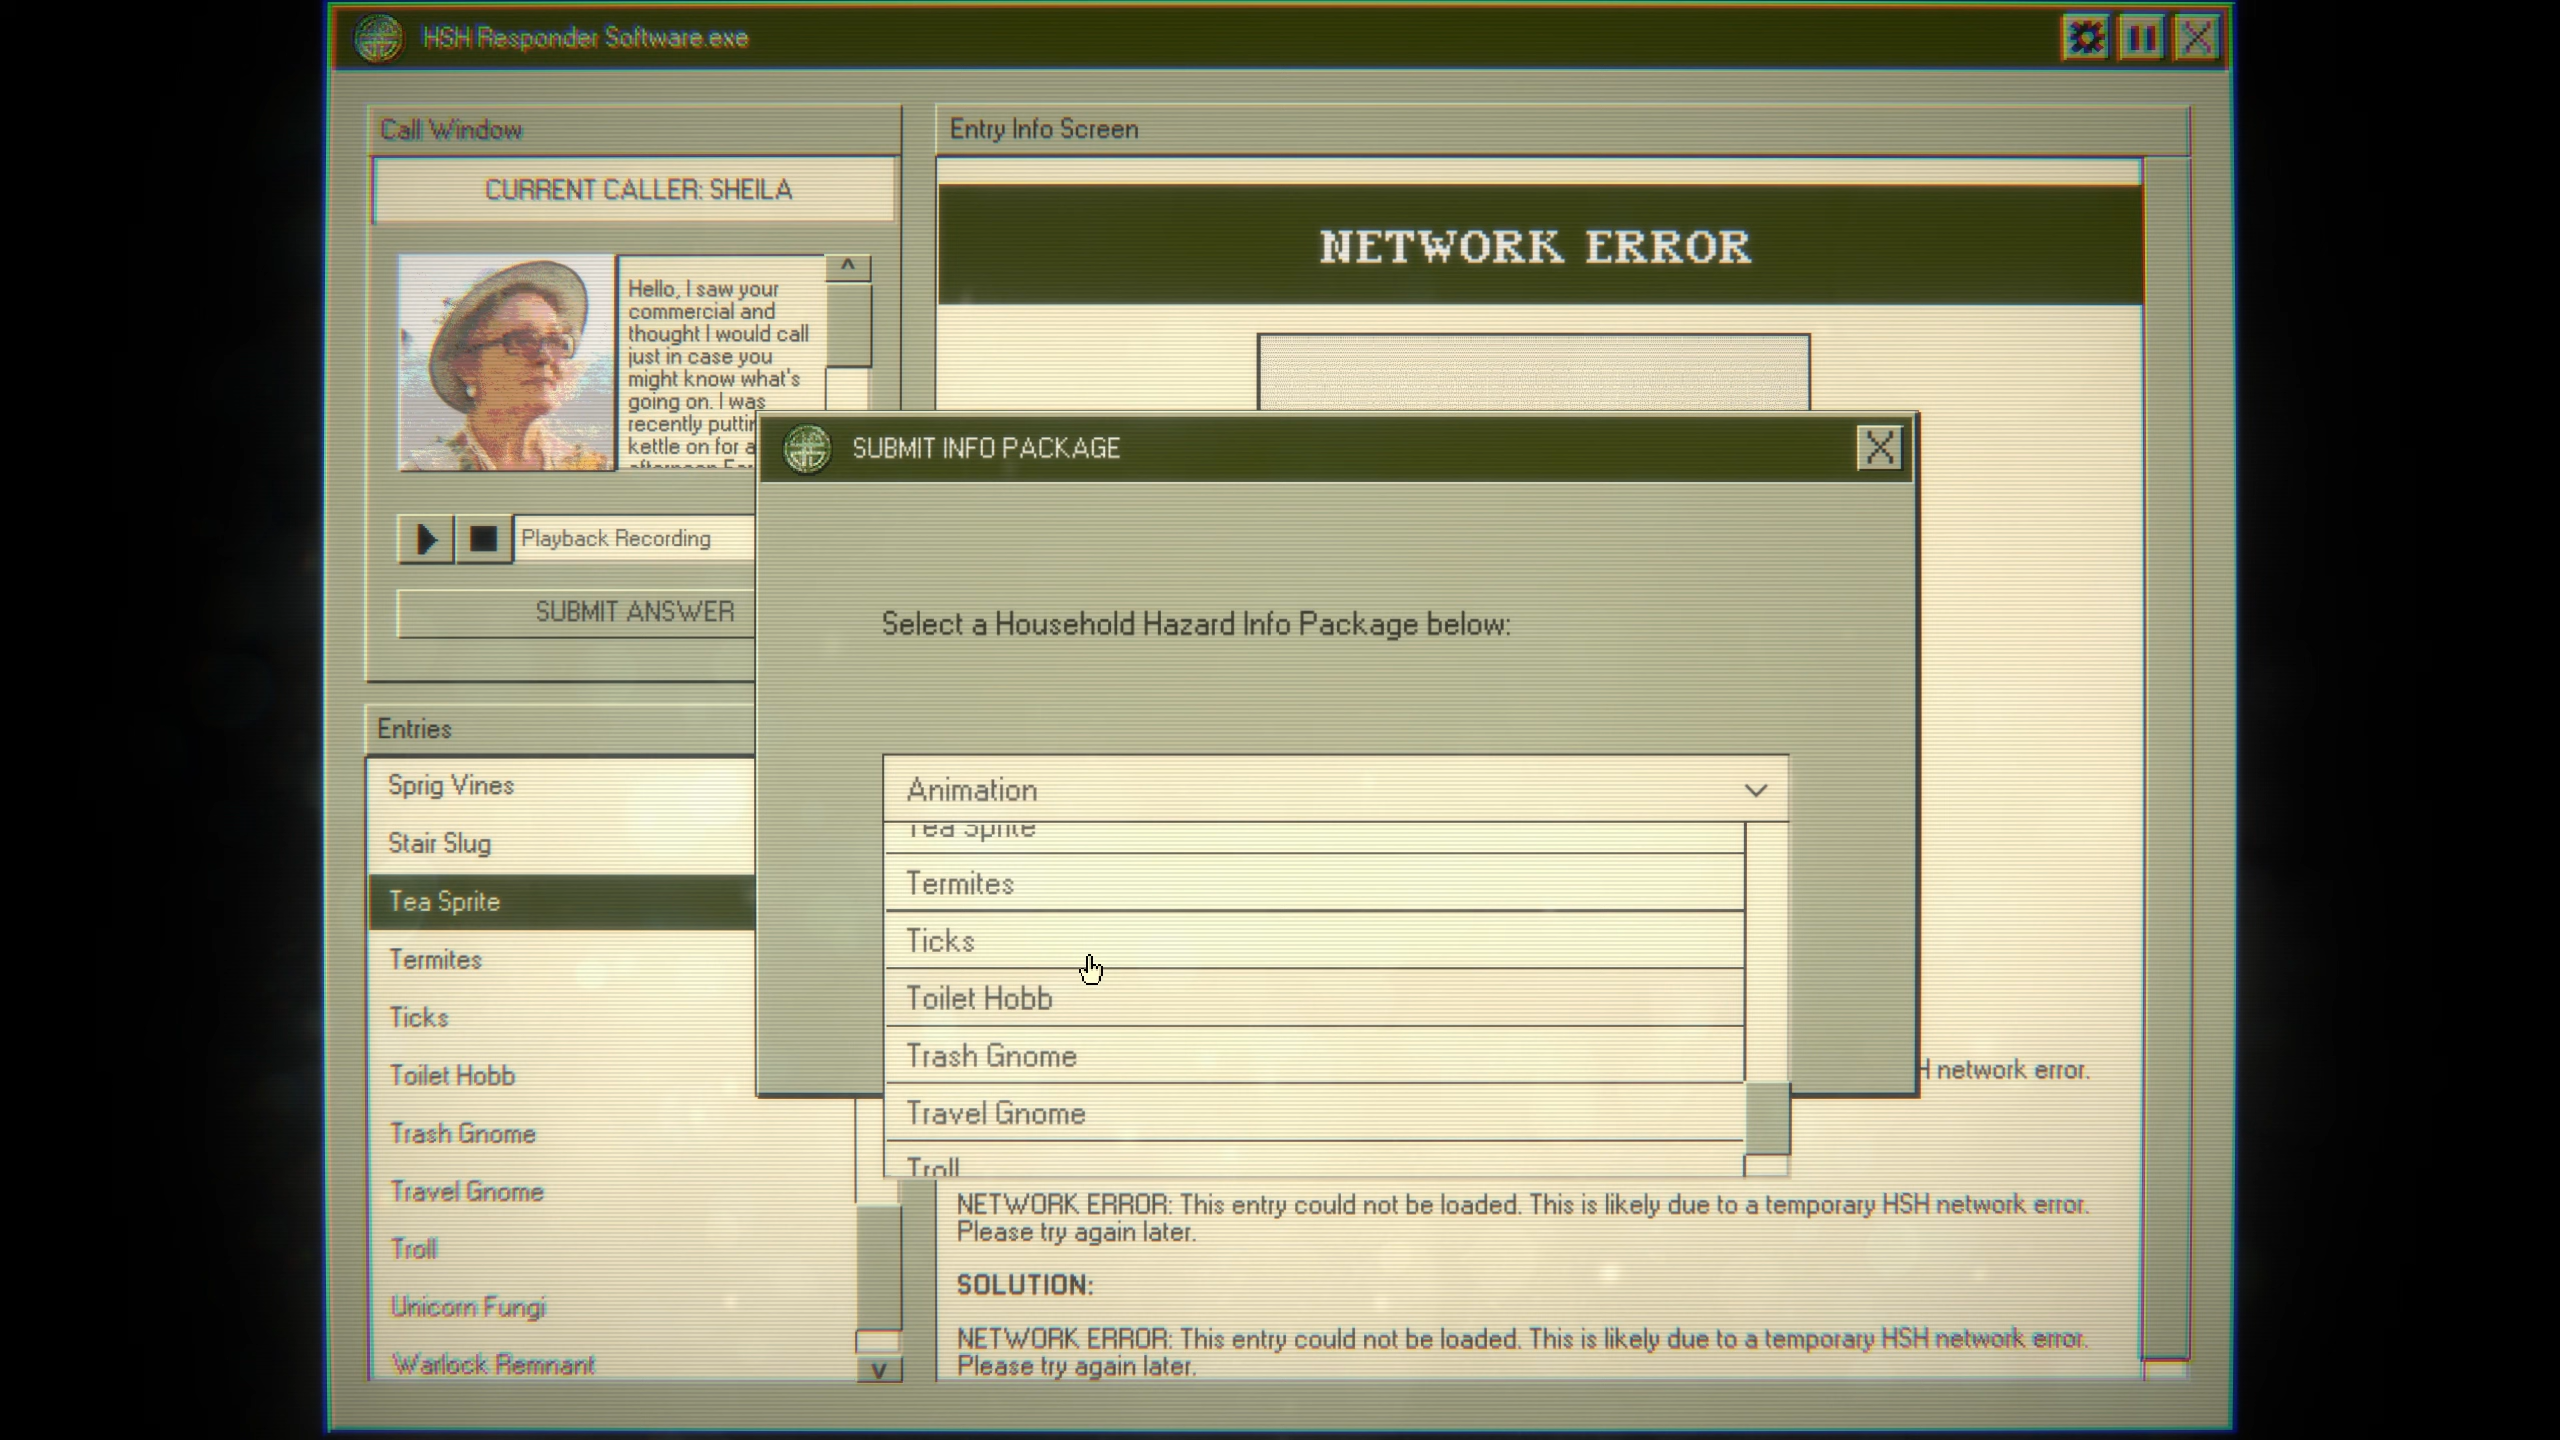 HSH Responder Software.exe
Call Window
CURRENT CALLER: SHEILA
Hello, I saw your
commercial and
thought I would call
just in case you
might know what's
going on. I was
recently
kettle on for a
afternoon
Playback Recording
SUBMIT ANSWER
Entries
Sprig Vines
Stair Slug
Tea Sprite
Termites
Ticks
Toilet Hobb
Trash Gnome
Travel Gnome
Troll
Unicorn Fungi
Warlock Remnant
Entry Info Screen
NETWORK ERROR
SUBMIT INFO PACKAGE
Select a Household Hazard Info Package below:
Animation
Tea Sprite
Termites
Ticks
Toilet Hobb
Trash Gnome
Travel Gnome
Troll
H network error.
NETWORK ERROR: This entry could not be loaded. This is likely due to a temporary HSH network error.
Please try again later.
SOLUTION:
NETWORK ERROR: This entry could not be loaded. This is likely due to a temporary HSH network error.
Please try again later.